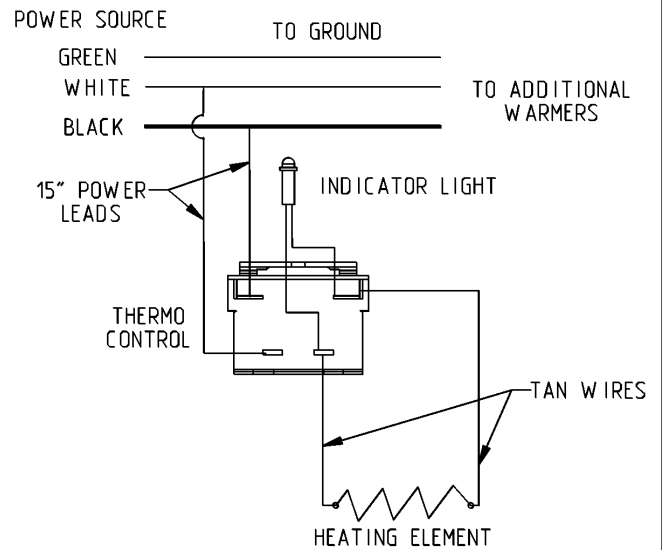 POWER SOURCE
TO GROUND
GREEN
WHITE
TO ADDITIONAL
WARMERS
BLACK
15" POWER
LEADS
INDICATOR LIGHT
THERMO
CONTROL
TAN WIRES
HEATING ELEMENT